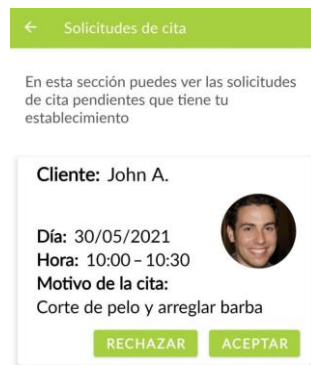 Solicitudes de cita
En esta sección puedes ver las solicitudes
de cita pendientes que tiene tu
establecimiento
Cliente: John A.
Día: 30/05/2021
Hora: 10:00 – 10:30
Motivo de la cita:
Corte de pelo y arreglar barba
RECHAZAR ACEPTAR